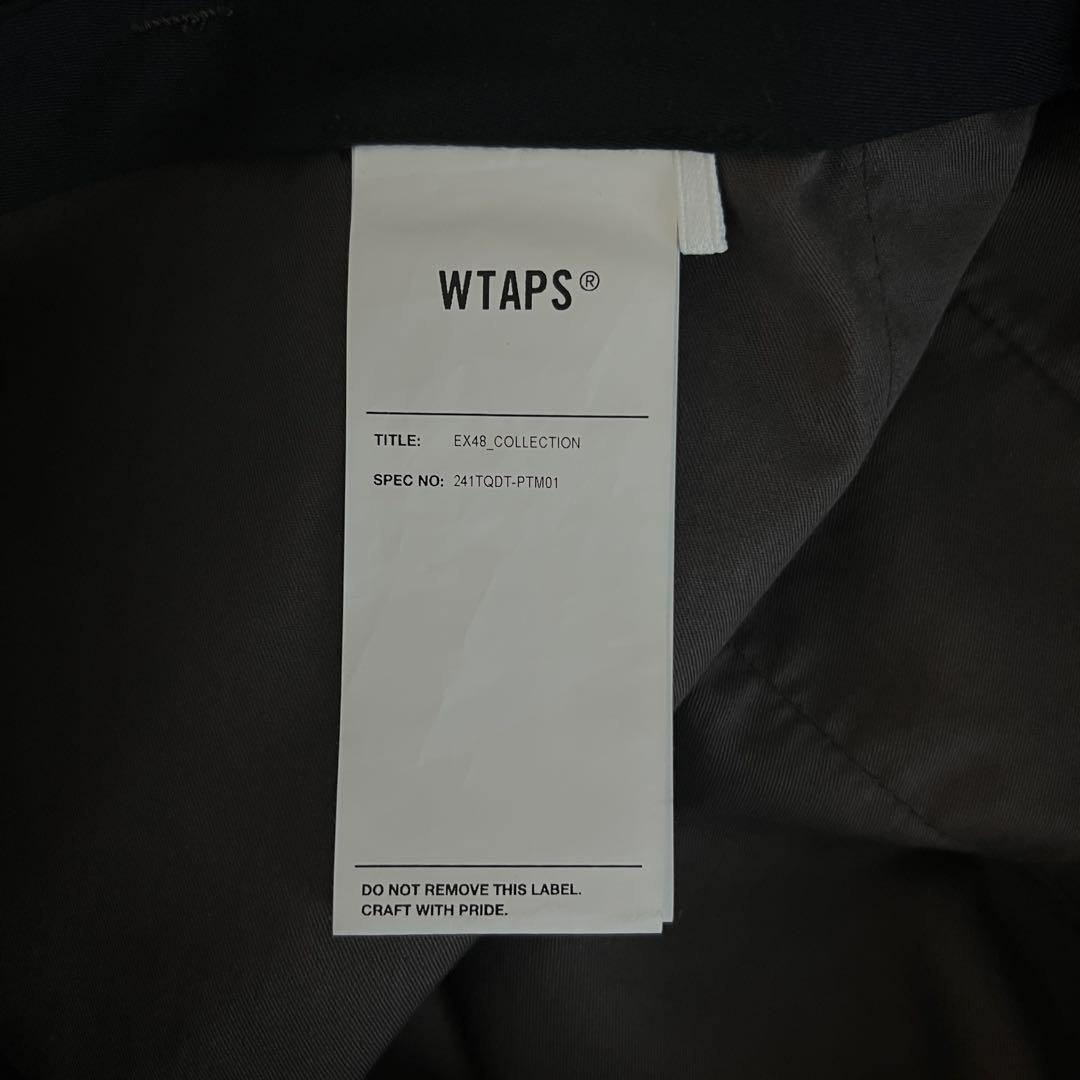 WTAPS®
TITLE: EX48_COLLECTION
SPEC NO: 241TQDT-PTM01
DO NOT REMOVE THIS LABEL.
CRAFT WITH PRIDE.